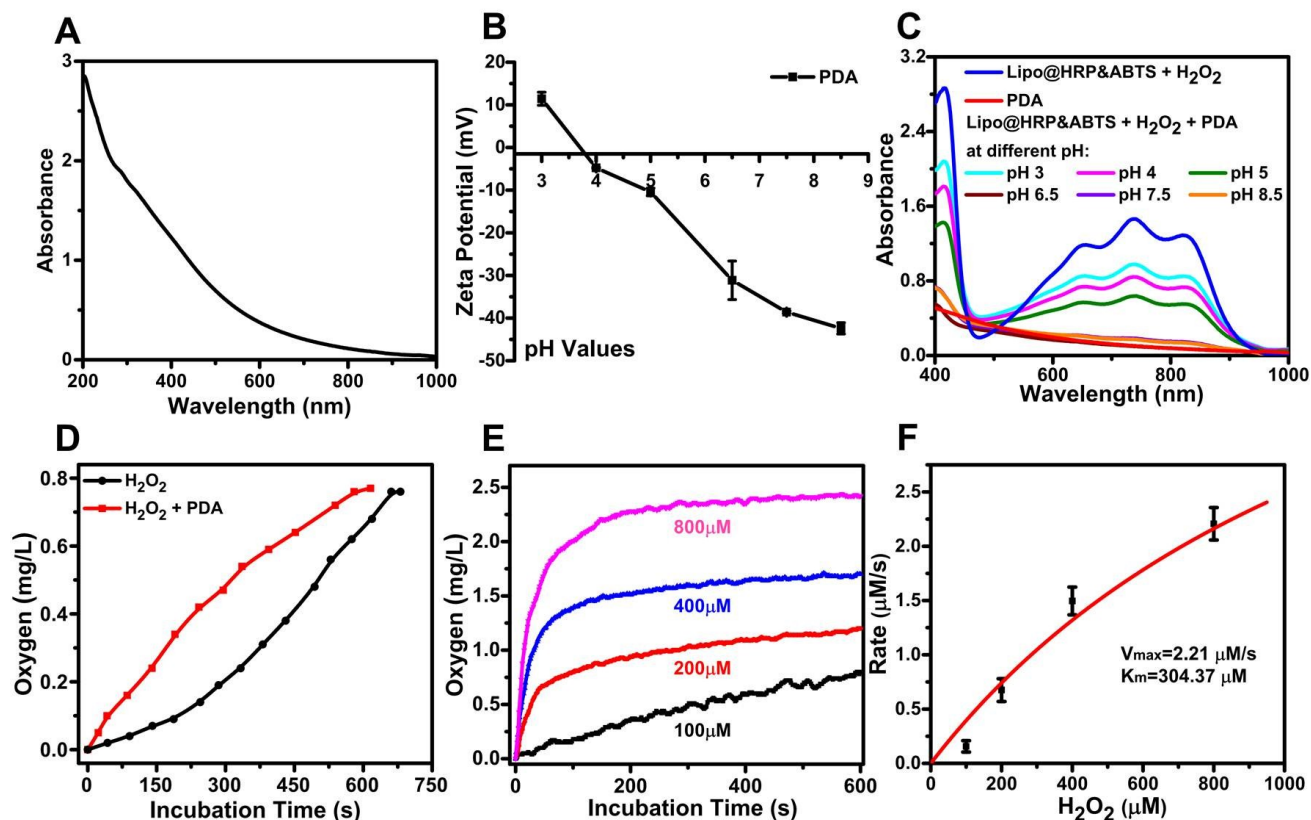 A
Absorbance
3
2
1
0
200 400 600 800 1000
Wavelength (nm)
B
Zeta Potential (mV)
20
10
0
-10
-20
-30
-40
-50
3 4 5 6 7 8 9
PDA
pH Values
C
Absorbance
3.2
2.4
1.6
0.8
0.0
400 600 800 1000
Wavelength (nm)
Lipo@HRP&ABTS + H₂O₂
PDA
Lipo@HRP&ABTS + H₂O₂ + PDA
at different pH:
pH 3 pH 4 pH 5
pH 6.5 pH 7.5 pH 8.5
D
Oxygen (mg/L)
0.8
0.6
0.4
0.2
0.0
0 150 300 450 600 750
Incubation Time (s)
H₂O₂
H₂O₂ + PDA
E
Oxygen (mg/L)
2.5
2.0
1.5
1.0
0.5
0.0
0 200 400 600
Incubation Time (s)
800μM
400μM
200μM
100μM
F
Rate (μM/s)
2.25
1.5
0.75
0.00
0 200 400 600 800 1000
H₂O₂ (μM)
Vmax=2.21 μM/s
Km=304.37 μM